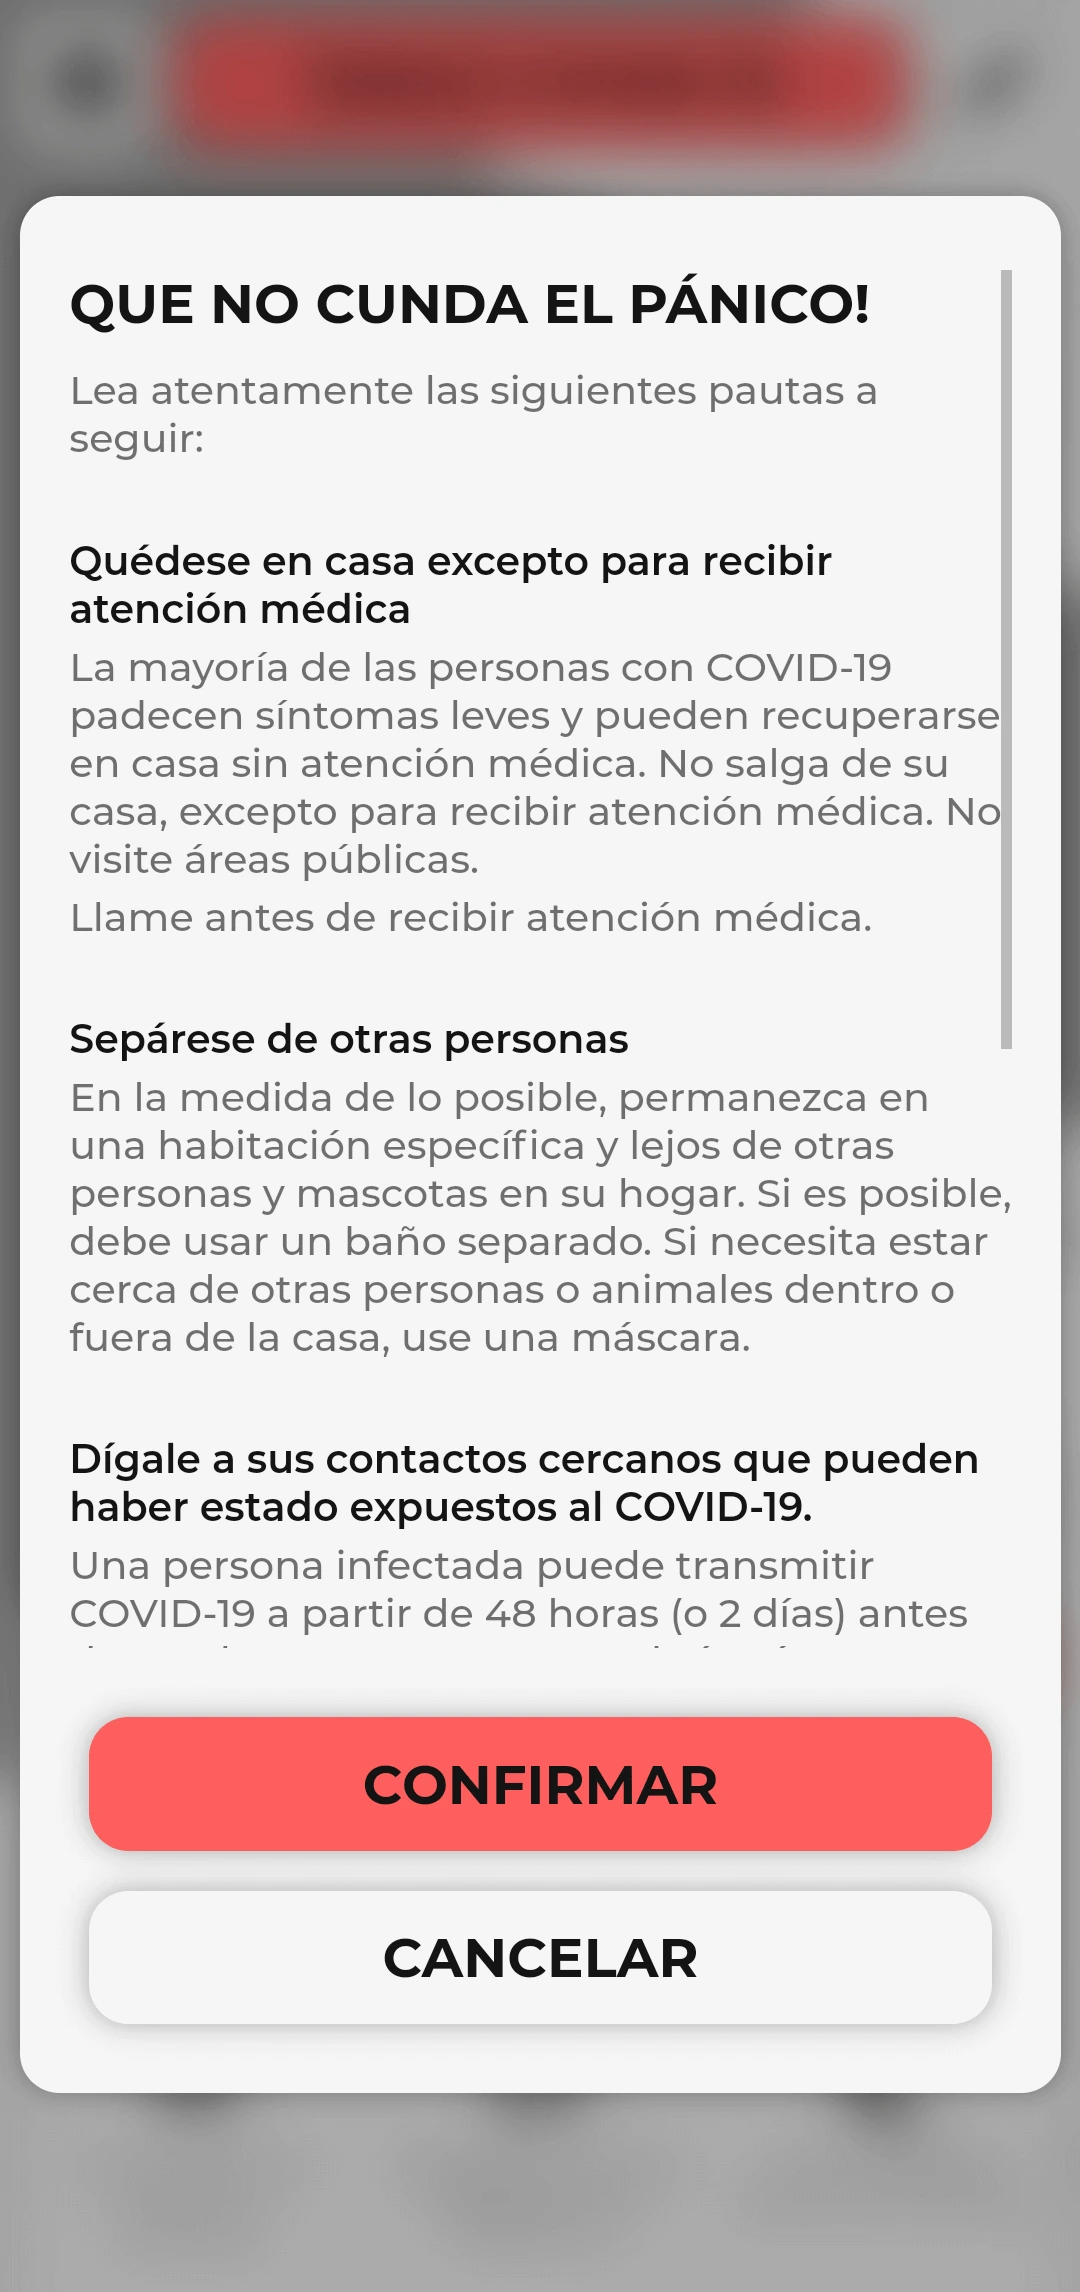 QUE NO CUNDA EL PÁNICO!
Lea atentamente las siguientes pautas a
seguir:
Quédese en casa excepto para recibir
atención médica
La mayoría de las personas con COVID-19
padecen síntomas leves y pueden recuperarse
en casa sin atención médica. No salga de su
casa, excepto para recibir atención médica. No
visite áreas públicas.
Llame antes de recibir atención médica.
Sepárese de otras personas
En la medida de lo posible, permanezca en
una habitación específica y lejos de otras
personas y mascotas en su hogar. Si es posible,
debe usar un baño separado. Si necesita estar
cerca de otras personas o animales dentro o
fuera de la casa, use una máscara.
Dígale a sus contactos cercanos que pueden
haber estado expuestos al COVID-19.
Una persona infectada puede transmitir
COVID-19 a partir de 48 horas (o 2 días) antes
CONFIRMAR
CANCELAR